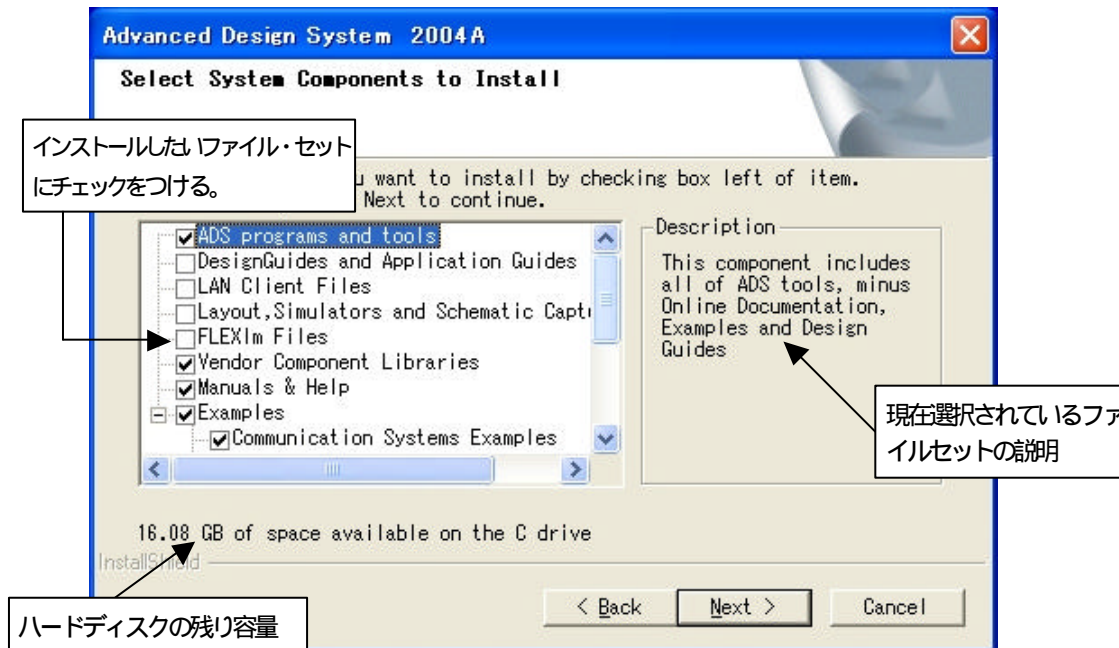 Advanced Design System 2004A
Select System Components to Install
インストールしたいファイル・セット
にチェックをつける。
want to install by checking box left of item.
Next to continue.
ADS programs and tools
DesignGuides and Application Guides
LAN Client Files
Layout,Simulators and Schematic Capt
FLEXlm Files
Vendor Component Libraries
Manuals & Help
Examples
Communication Systems Examples
Description
This component includes
all of ADS tools, minus
Online Documentation,
Examples and Design
Guides
現在選択されているファ
イルセットの説明
16.08 GB of space available on the C drive
InstallShield
ハードディスクの残り容量
< Back
Next >
Cancel